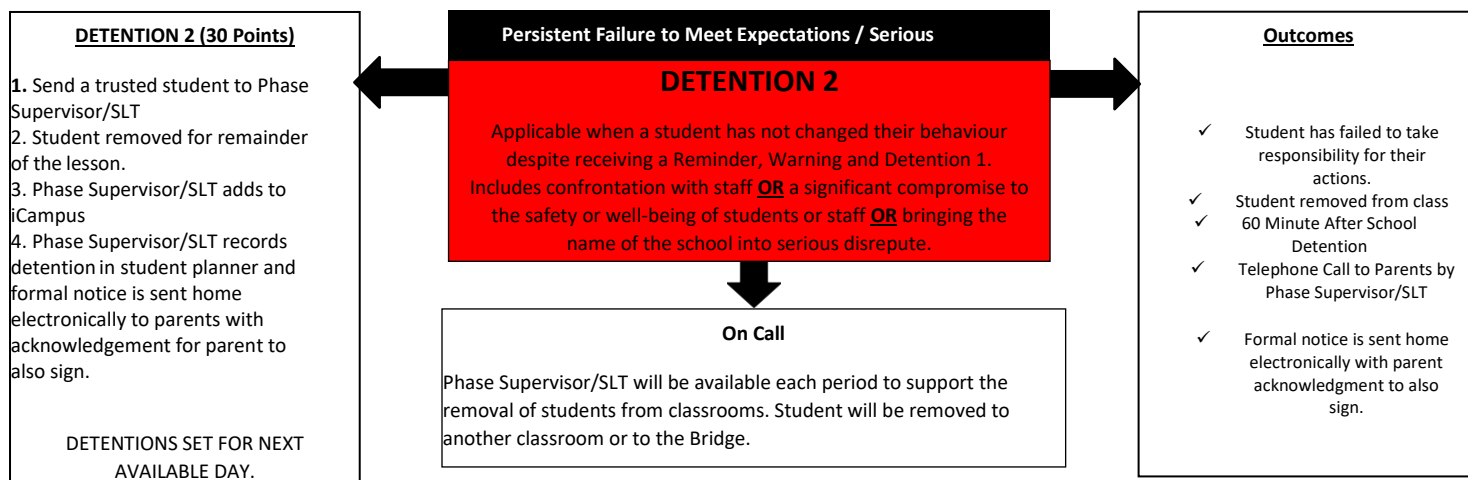 DETENTION 2 (30 Points)
1. Send a trusted student to Phase
Supervisor/SLT
2. Student removed for remainder
of the lesson.
3. Phase Supervisor/SLT adds to
iCampus
4. Phase Supervisor/SLT records
detention in student planner and
formal notice is sent home
electronically to parents with
acknowledgement for parent to
also sign.
DETENTIONS SET FOR NEXT
AVAILABLE DAY.
Persistent Failure to Meet Expectations / Serious
DETENTION 2
Applicable when a student has not changed their behaviour
despite receiving a Reminder, Warning and Detention 1.
Includes confrontation with staff OR a significant compromise to
the safety or well-being of students or staff OR bringing the
name of the school into serious disrepute.
On Call
Phase Supervisor/SLT will be available each period to support the
removal of students from classrooms. Student will be removed to
another classroom or to the Bridge.
Outcomes
✓ Student has failed to take
responsibility for their
actions.
✓ Student removed from class
✓ 60 Minute After School
Detention
✓ Telephone Call to Parents by
Phase Supervisor/SLT
✓ Formal notice is sent home
electronically with parent
acknowledgment to also
sign.